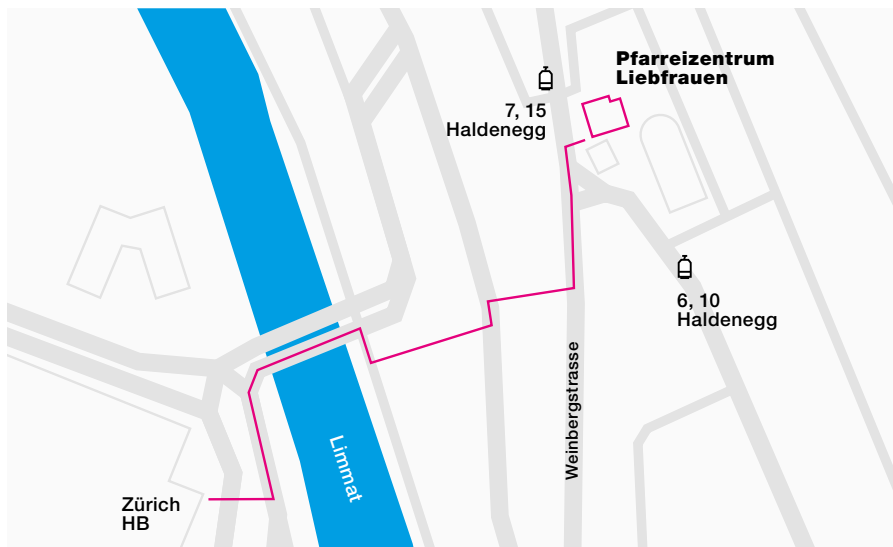 Pfarreizentrum
Liebfrauen
7, 15
Haldenegg
6, 10
Haldenegg
Weinbergstrasse
Limmat
Zürich
HB